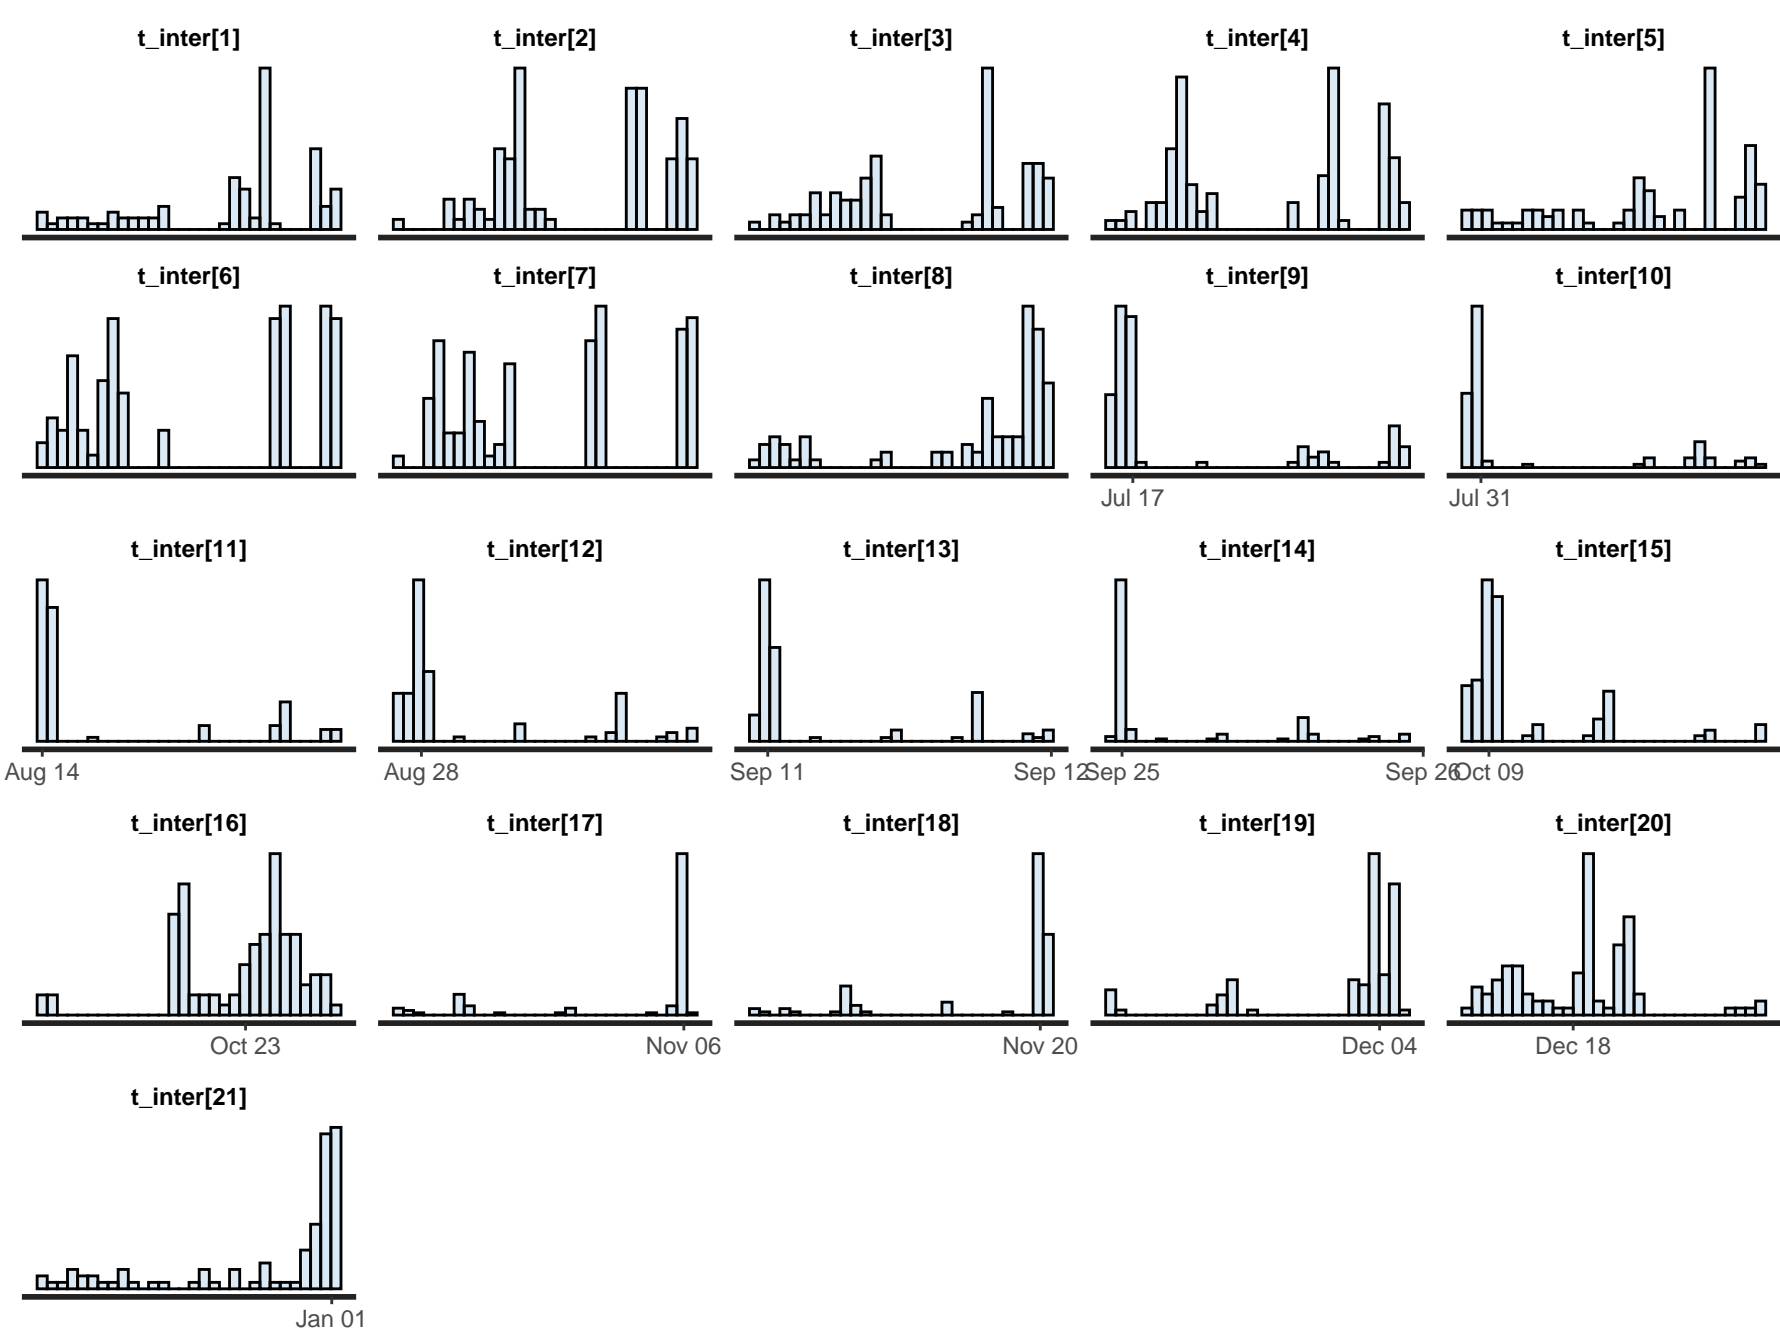 t_inter[1] t_inter[2] t_inter[3] t_inter[4] t_inter[5]
t_inter[6] t_inter[7] t_inter[8] t_inter[9] t_inter[10]
Jul 17 Jul 31
t_inter[11] t_inter[12] t_inter[13] t_inter[14] t_inter[15]
Aug 14 Aug 28 Sep 11 Sep 12 Sep 25 Sep 26 Oct 09
t_inter[16] t_inter[17] t_inter[18] t_inter[19] t_inter[20]
Oct 23 Nov 06 Nov 20 Dec 04 Dec 18
t_inter[21]
Jan 01